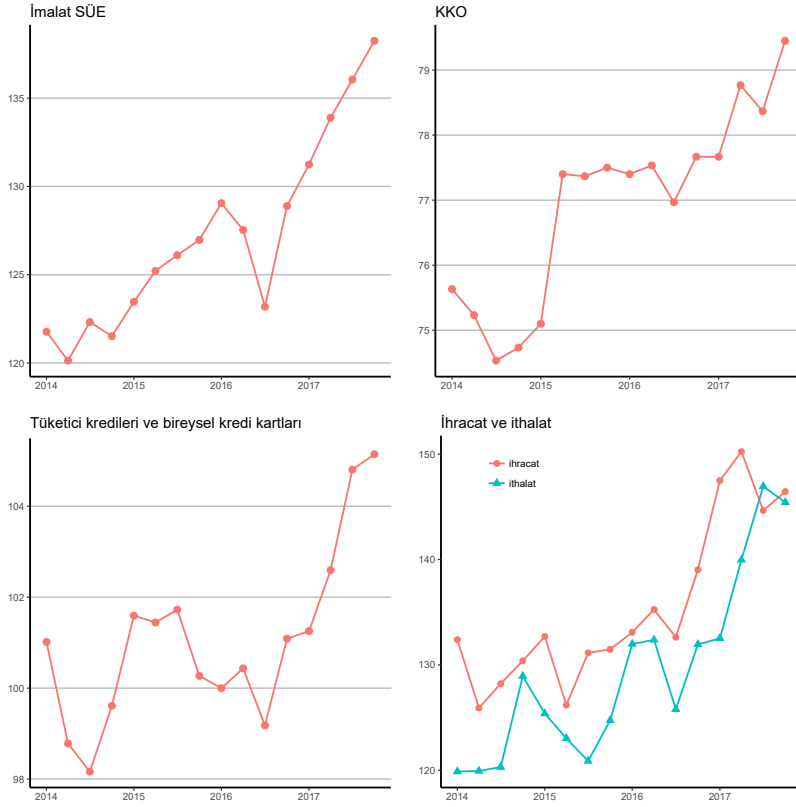 İmalat SÜE
135
130
125
120
2014 2015 2016 2017
KKO
79
78
77
76
75
2014 2015 2016 2017
Tüketici kredileri ve bireysel kredi kartları
104
102
100
98
2014 2015 2016 2017
İhracat ve ithalat
150
140
130
120
ihracat
ithalat
2014 2015 2016 2017